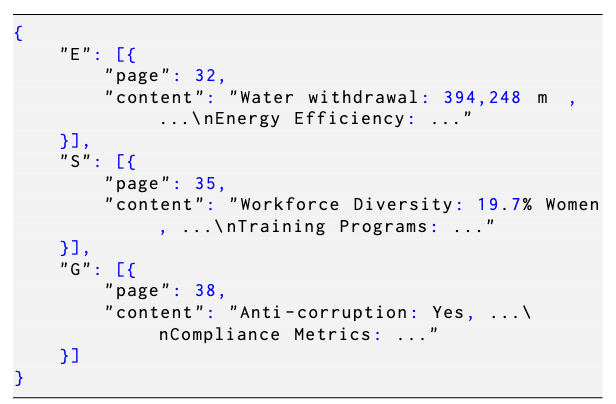 {
    "E": [{
        "page": 32,
        "content": "Water withdrawal: 394,248 m ,
            ...\nEnergy Efficiency: ..."
    }],
    "S": [{
        "page": 35,
        "content": "Workforce Diversity: 19.7% Women
            , ...\nTraining Programs: ..."
    }],
    "G": [{
        "page": 38,
        "content": "Anti-corruption: Yes, ...\
            nCompliance Metrics: ..."
    }]
}